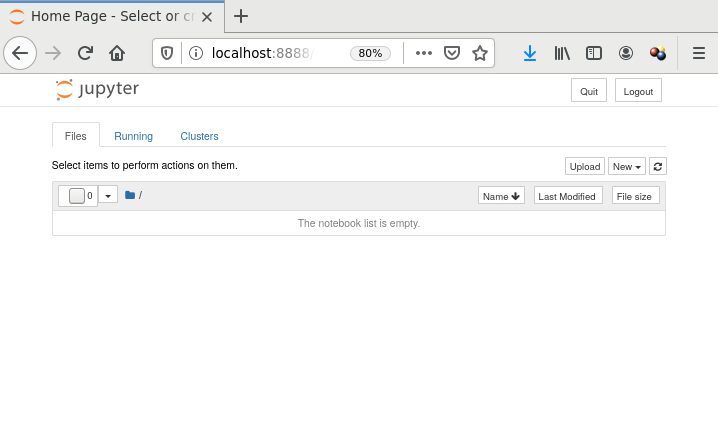 Home Page - Select or cr
localhost:8888/ 80%
jupyter Quit Logout
Files Running Clusters
Select items to perform actions on them. Upload New
0 / Name Last Modified File size
The notebook list is empty.